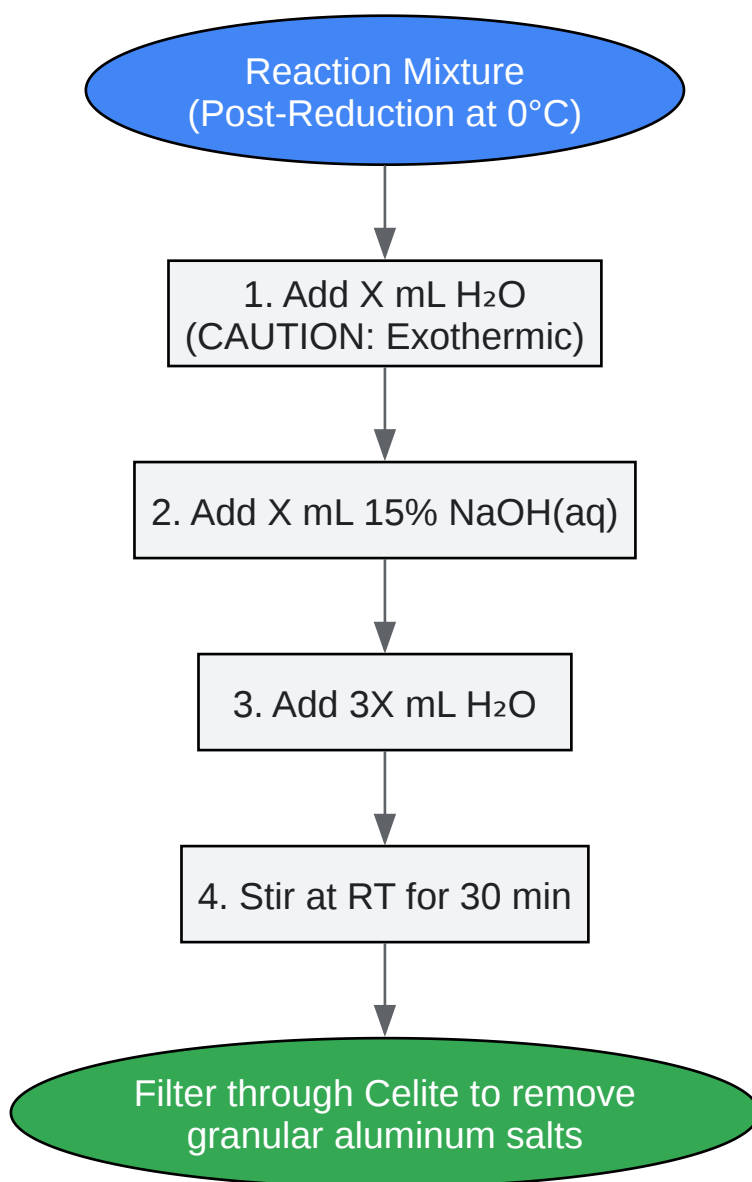 Reaction Mixture
(Post-Reduction at 0°C)
1. Add X mL H₂O
(CAUTION: Exothermic)
2. Add X mL 15% NaOH(aq)
3. Add 3X mL H₂O
4. Stir at RT for 30 min
Filter through Celite to remove
granular aluminum salts